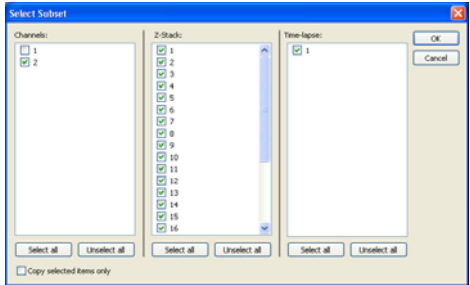 Select Subset
Channels:
Z-Stack:
Time-lapse:
OK
Cancel
1
2
1
2
3
4
5
6
7
8
9
10
11
12
13
14
15
16
1
Select all
Unselect all
Select all
Unselect all
Select all
Unselect all
Copy selected items only